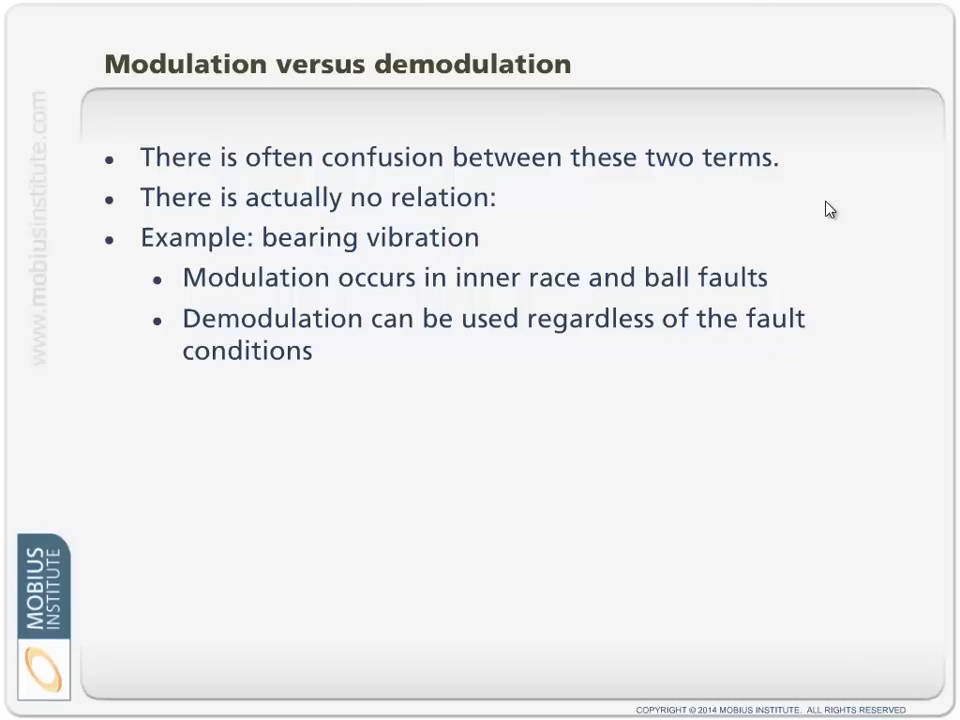 Modulation versus demodulation
• There is often confusion between these two terms.
• There is actually no relation:
• Example: bearing vibration
• Modulation occurs in inner race and ball faults
• Demodulation can be used regardless of the fault
conditions
www.mobiusinstitute.com
MOBIUS
INSTITUTE
COPYRIGHT © 2014 MOBIUS INSTITUTE. ALL RIGHTS RESERVED